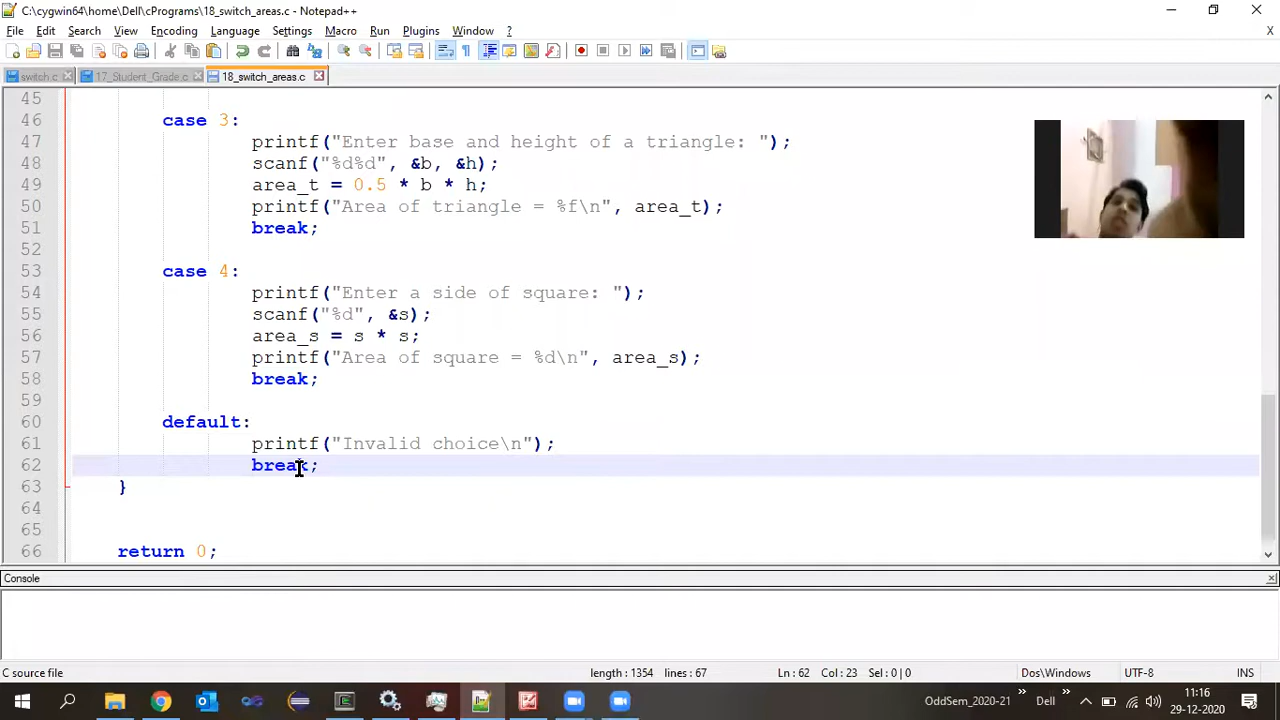 C:\cygwin64\home\Dell\cPrograms\18_switch_areas.c - Notepad++
File Edit Search View Encoding Language Settings Macro Run Plugins Window ? X
switch.c 17_Student_Grade.c 18_switch_areas.c
45
46 case 3:
47 printf("Enter base and height of a triangle: ");
48 scanf("%d%d", &b, &h);
49 area_t = 0.5 * b * h;
50 printf("Area of triangle = %f\n", area_t);
51 break;
52
53 case 4:
54 printf("Enter a side of square: ");
55 scanf("%d", &s);
56 area_s = s * s;
57 printf("Area of square = %d\n", area_s);
58 break;
59
60 default:
61 printf("Invalid choice\n");
62 break;
63 }
64
65
66 return 0;
Console
C source file length : 1354 lines : 67 Ln : 62 Col : 23 Sel : 0 | 0 Dos\Windows UTF-8 INS
OddSem_2020-21 Dell 11:16
29-12-2020